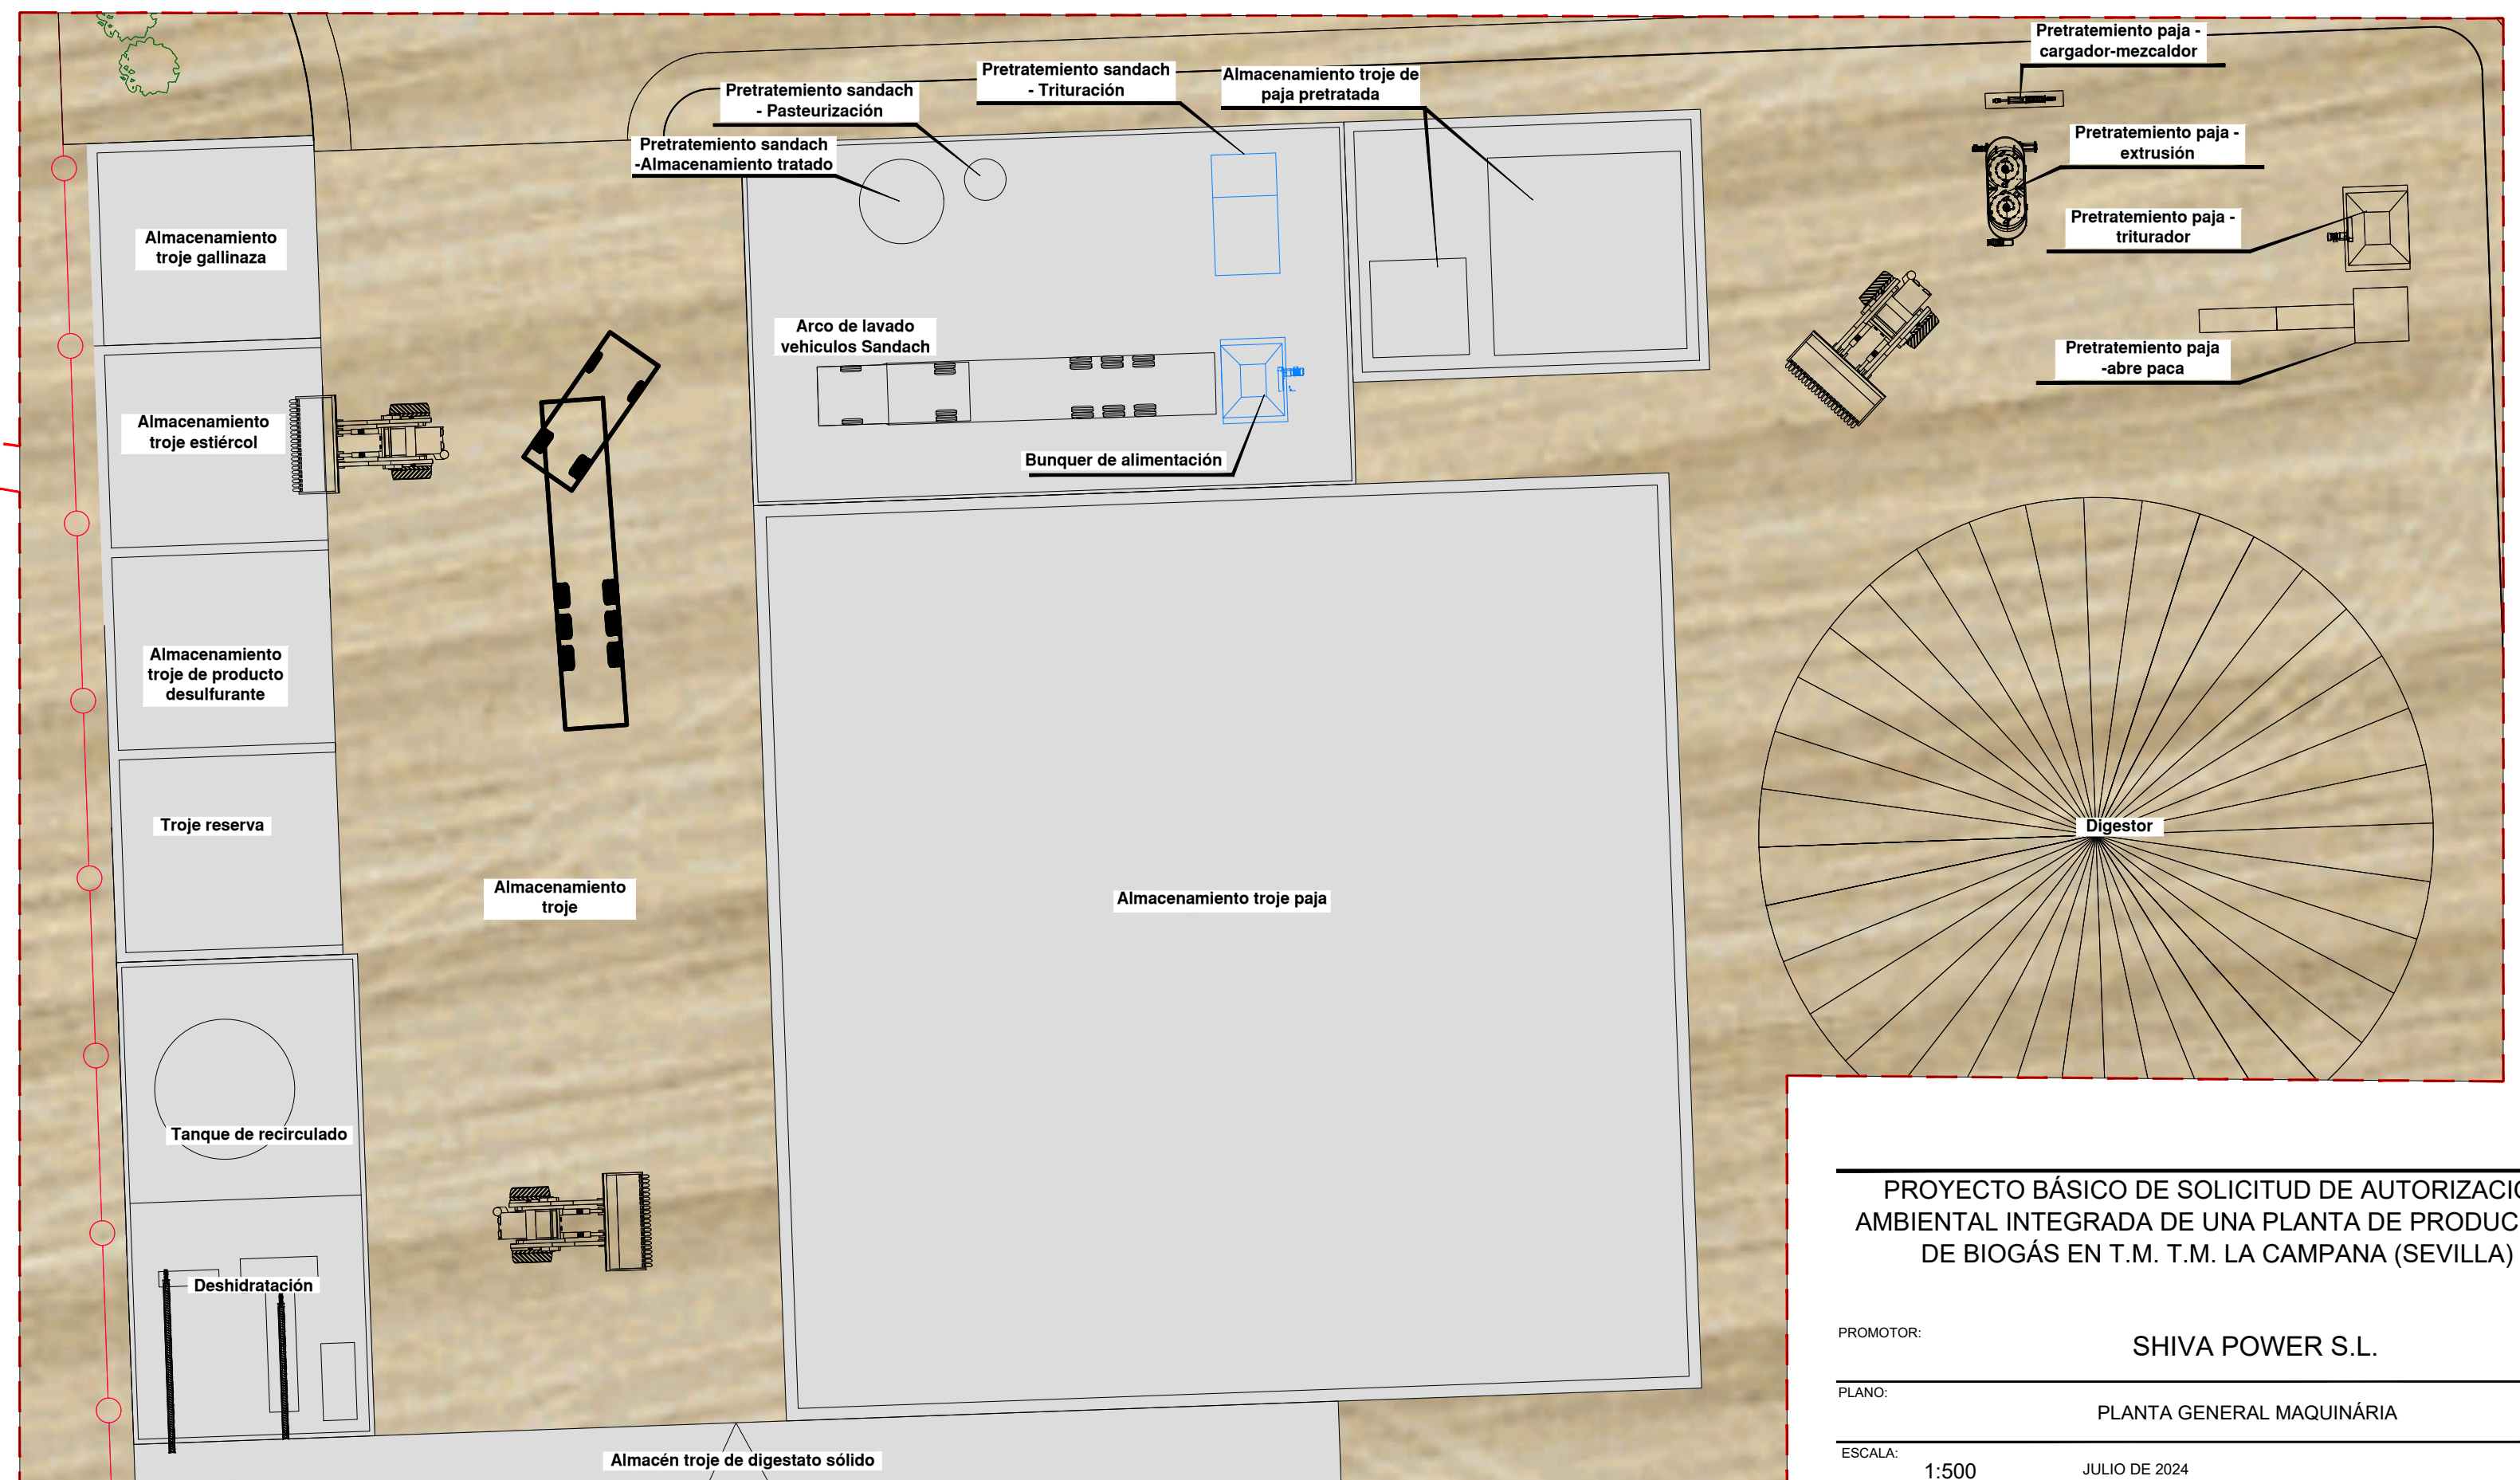 Pretratemiento paja -
cargador-mezcaldor
Pretratemiento sandach
- Trituración
Almacenamiento troje de
paja pretratada
Pretratemiento sandach
- Pasteurización
Pretratemiento sandach
-Almacenamiento tratado
Pretratemiento paja -
extrusión
Pretratemiento paja -
triturador
Almacenamiento
troje gallinaza
Arco de lavado
vehiculos Sandach
Pretratemiento paja
-abre paca
Almacenamiento
troje estiércol
Bunquer de alimentación
Almacenamiento
troje de producto
desulfurante
Troje reserva
Digestor
Almacenamiento
troje
Almacenamiento troje paja
Tanque de recirculado
Deshidratación
Almacén troje de digestato sólido
PROYECTO BÁSICO DE SOLICITUD DE AUTORIZACIÓ
AMBIENTAL INTEGRADA DE UNA PLANTA DE PRODUC
DE BIOGÁS EN T.M. T.M. LA CAMPANA (SEVILLA)
PROMOTOR:
SHIVA POWER S.L.
PLANO:
PLANTA GENERAL MAQUINÁRIA
ESCALA:
1:500
JULIO DE 2024